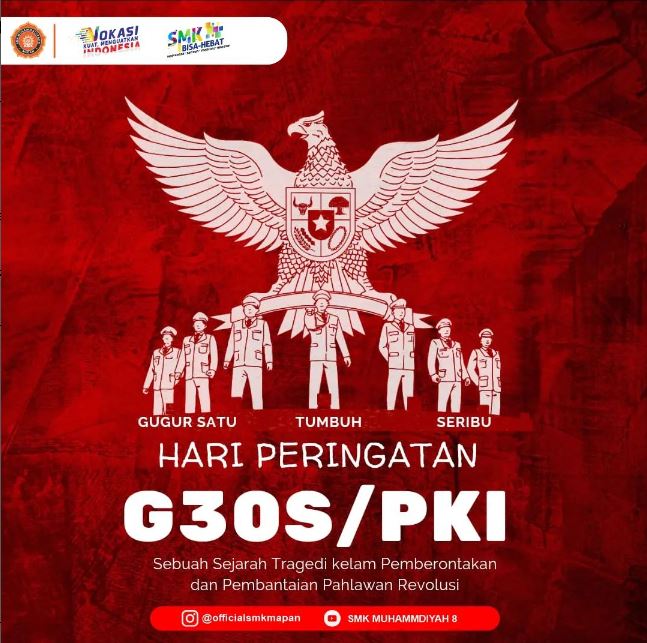 VOKASI
KUAT, MENGUATKAN
INDONESIA
SMK
BISA-HEBAT
GUGUR SATU TUMBUH SERIBU
HARI PERINGATAN
G30S/PKI
Sebuah Sejarah Tragedi kelam Pemberontakan
dan Pembantaian Pahlawan Revolusi
@officialsmkmapan SMK MUHAMMDIYAH 8